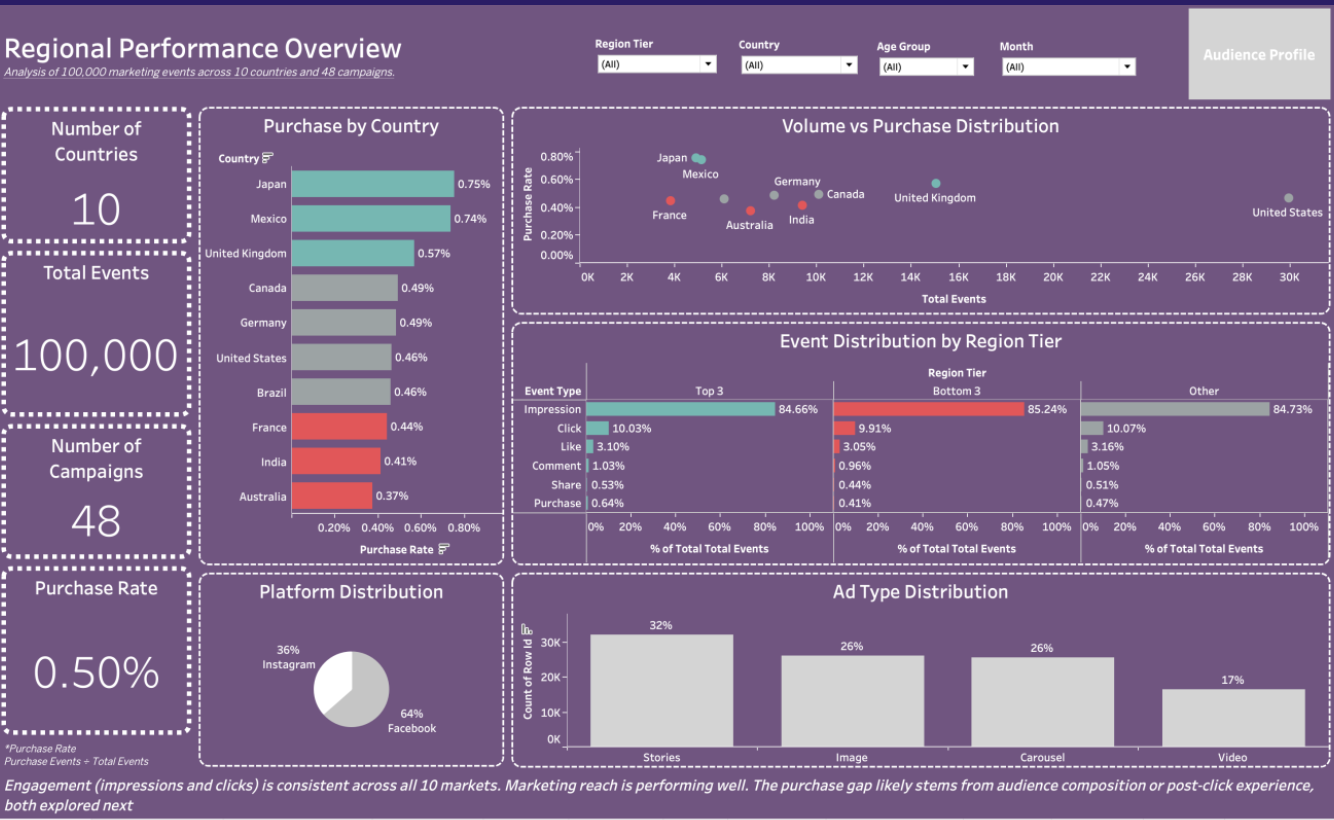 Regional Performance Overview
Analysis of 100,000 marketing events across 10 countries and 48 campaigns.
Region Tier
(All)
Country
(All)
Age Group
(All)
Month
(All)
Audience Profile
Number of
Countries
10
Total Events
100,000
Number of
Campaigns
48
Purchase Rate
0.50%
*Purchase Rate
Purchase Events ÷ Total Events
Purchase by Country
Country
Japan 0.75%
Mexico 0.74%
United Kingdom 0.57%
Canada 0.49%
Germany 0.49%
United States 0.46%
Brazil 0.46%
France 0.44%
India 0.41%
Australia 0.37%
0.20% 0.40% 0.60% 0.80%
Purchase Rate
Volume vs Purchase Distribution
Purchase Rate
0.80%
0.60%
0.40%
0.20%
0.00%
Japan
Mexico
Germany
Canada
United Kingdom
United States
France
Australia
India
0K 2K 4K 6K 8K 10K 12K 14K 16K 18K 20K 22K 24K 26K 28K 30K
Total Events
Event Distribution by Region Tier
Region Tier
Event Type Top 3 Bottom 3 Other
Impression 84.66% 85.24% 84.73%
Click 10.03% 9.91% 10.07%
Like 3.10% 3.05% 3.16%
Comment 1.03% 0.96% 1.05%
Share 0.53% 0.44% 0.51%
Purchase 0.64% 0.41% 0.47%
0% 20% 40% 60% 80% 100% 0% 20% 40% 60% 80% 100% 0% 20% 40% 60% 80% 100%
% of Total Total Events % of Total Total Events % of Total Total Events
Platform Distribution
36%
Instagram
64%
Facebook
Ad Type Distribution
Count of Row Id
30K
20K
10K
0K
32% 26% 26% 17%
Stories Image Carousel Video
Engagement (impressions and clicks) is consistent across all 10 markets. Marketing reach is performing well. The purchase gap likely stems from audience composition or post-click experience,
both explored next